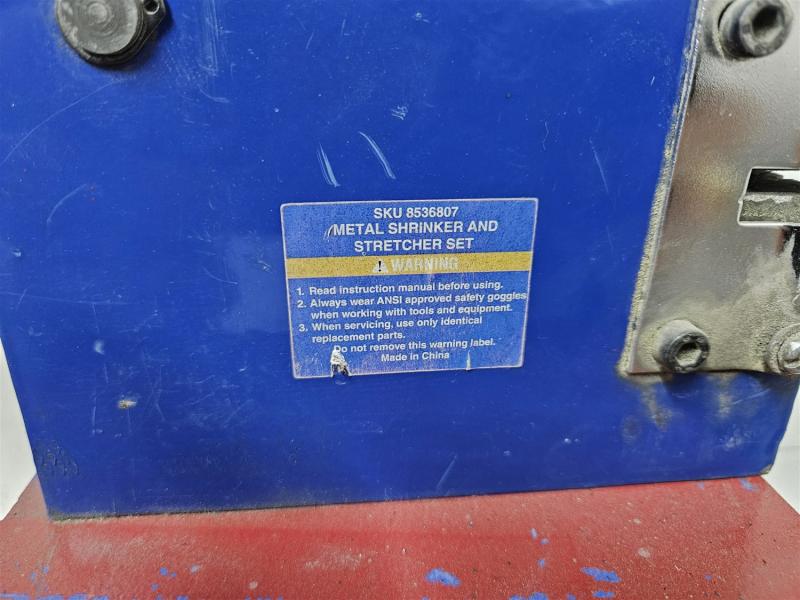 SKU 8536807
METAL SHRINKER AND
STRETCHER SET
WARNING
1. Read instruction manual before using.
2. Always wear ANSI approved safety goggles
when working with tools and equipment.
3. When servicing, use only identical
replacement parts.
Do not remove this warning label.
Made in China